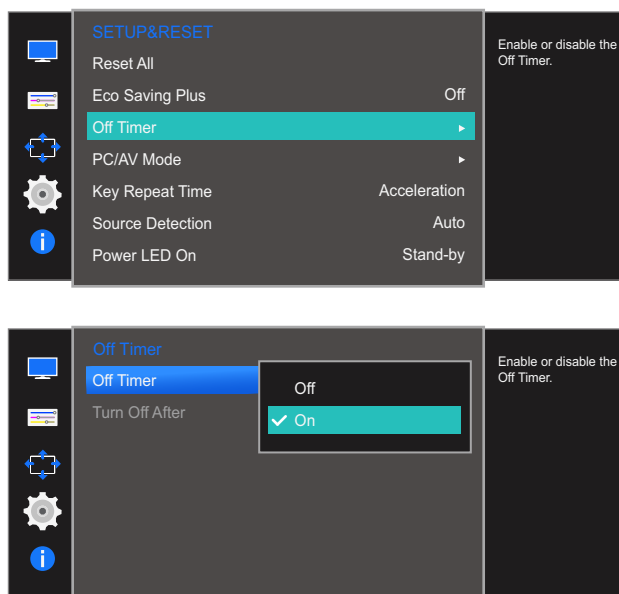 SETUP&RESET
Reset All
Eco Saving Plus Off
Off Timer
PC/AV Mode
Key Repeat Time Acceleration
Source Detection Auto
Power LED On Stand-by
Enable or disable the
Off Timer.
Off Timer
Off Timer
Turn Off After
Off
On
Enable or disable the
Off Timer.